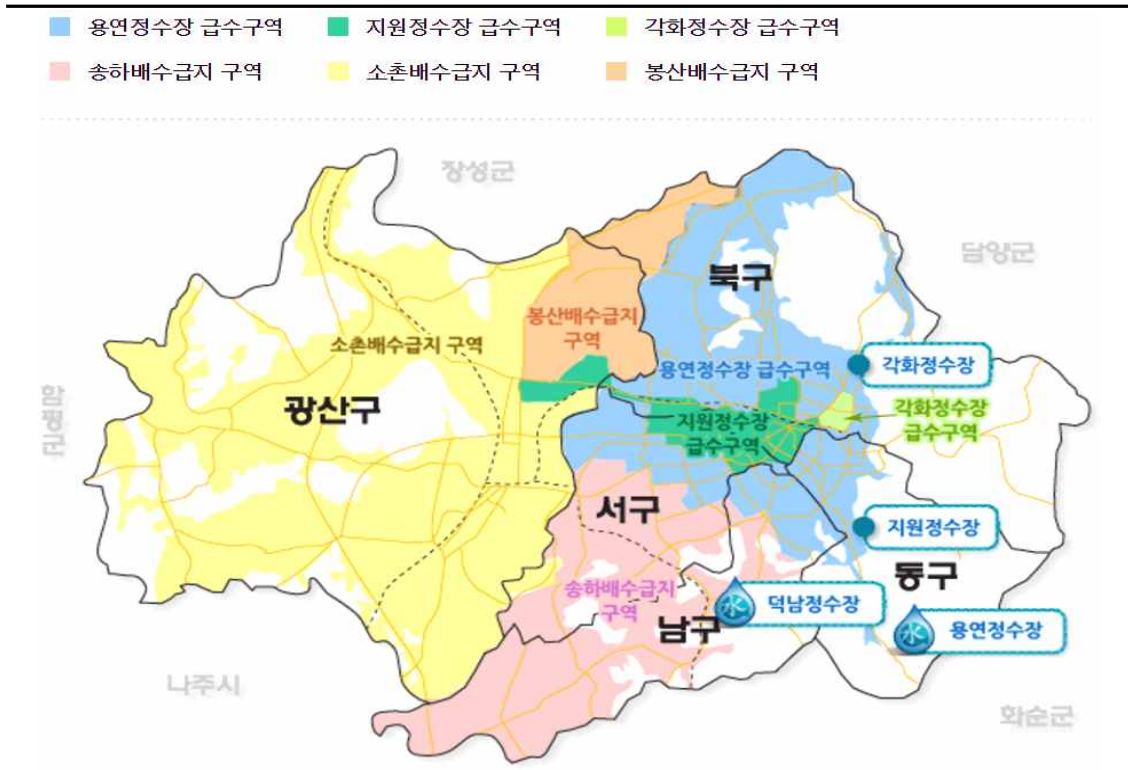 용연정수장 급수구역
지원정수장 급수구역
각화정수장 급수구역
송하배수급지 구역
소촌배수급지 구역
봉산배수급지 구역
장성군
담양군
북구
봉산배수급지
구역
소촌배수급지 구역
용연정수장 급수구역
각화정수장
함평군
광산구
각화정수장
급수구역
지원정수장
급수구역
서구
지원정수장
동구
송하배수급지
구역
덕남정수장
水
남구
水
용연정수장
나주시
화순군